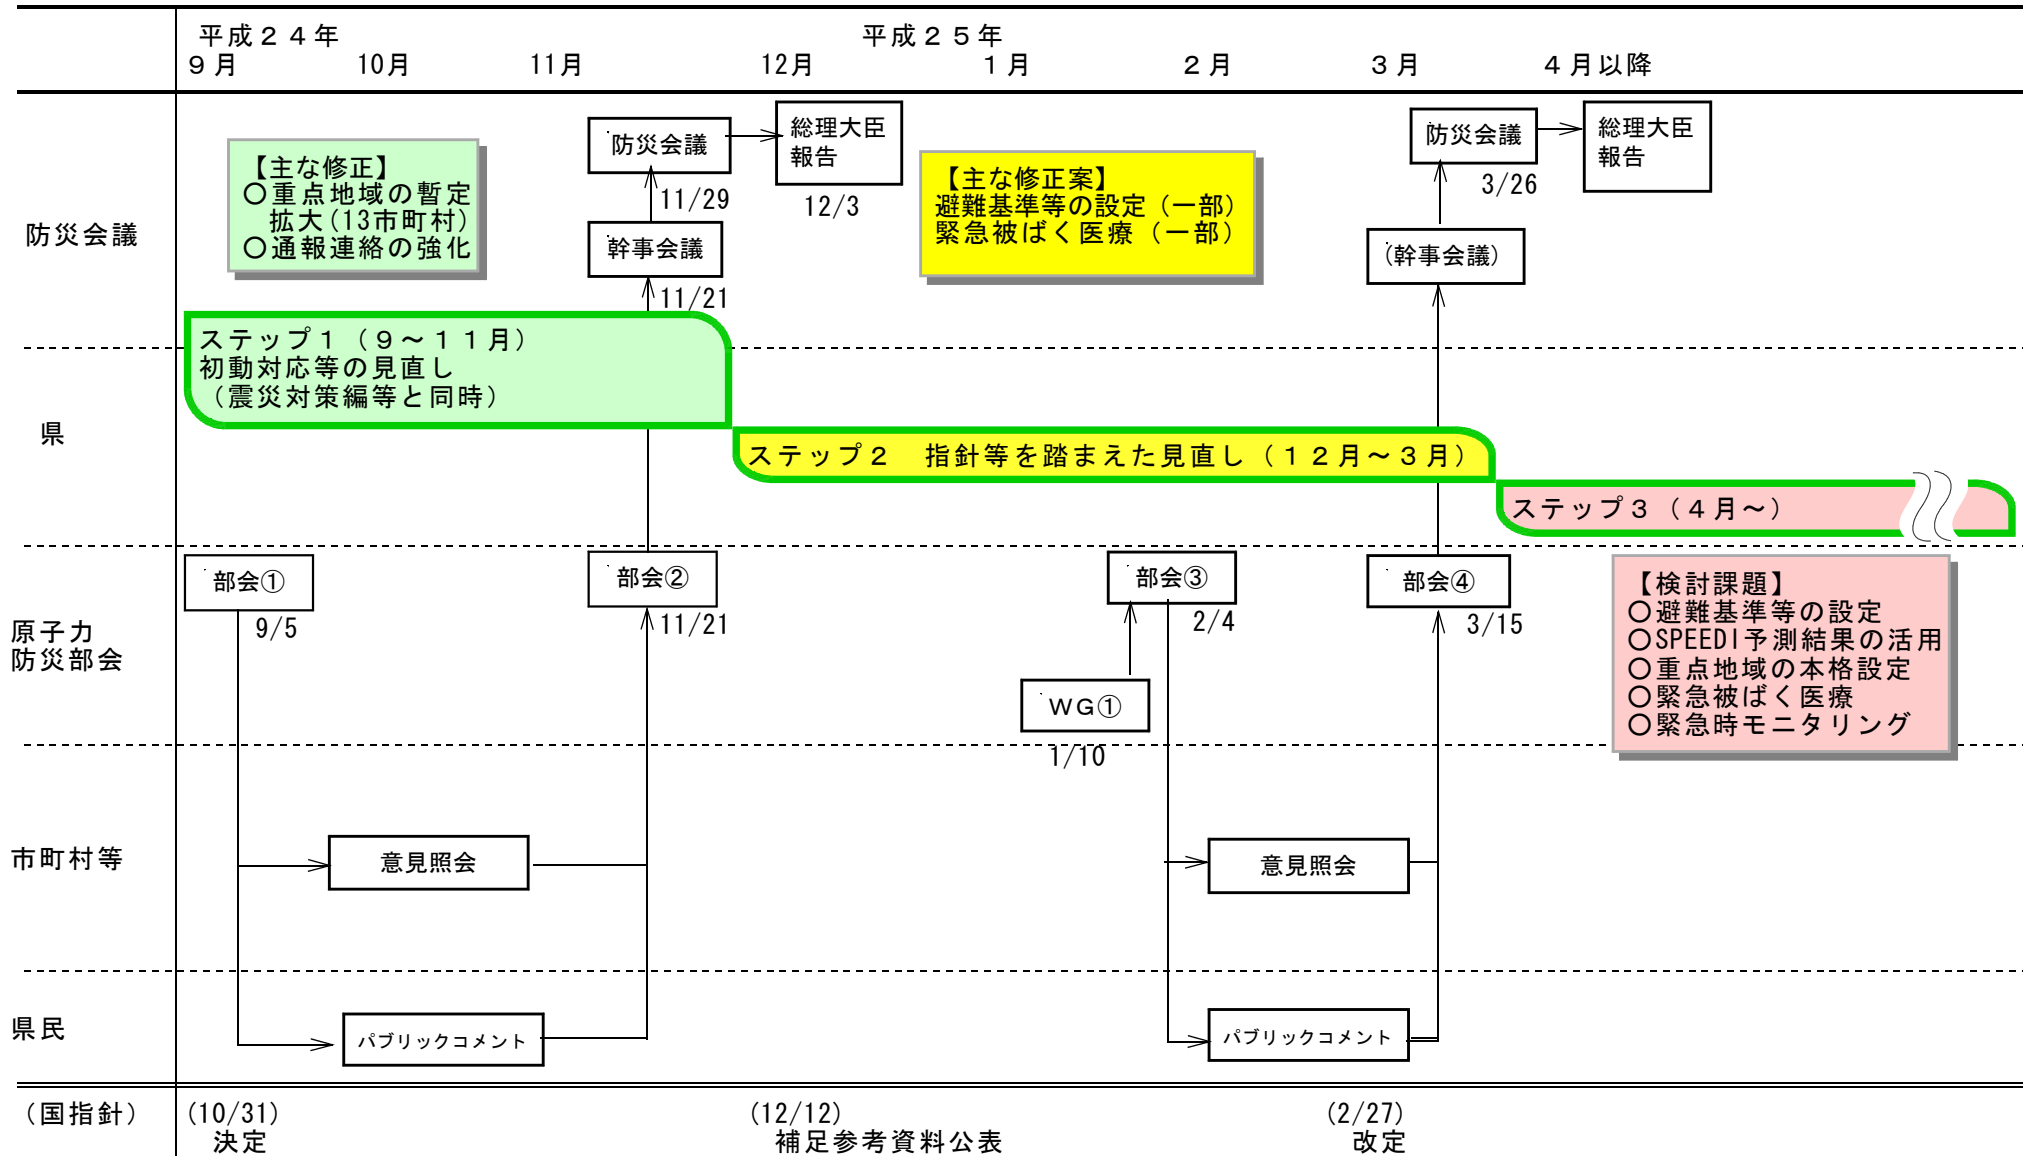 平成２４年
平成２５年
９月
10月
11月
12月
１月
２月
３月
４月以降
防災会議
【主な修正】
〇重点地域の暫定
拡大(13市町村)
〇通報連絡の強化
防災会議
11/29
総理大臣
報告
12/3
幹事会議
11/21
【主な修正案】
避難基準等の設定（一部）
緊急被ばく医療（一部）
防災会議
3/26
総理大臣
報告
(幹事会議)
県
ステップ１（９～１１月）
初動対応等の見直し
（震災対策編等と同時）
ステップ２　指針等を踏まえた見直し（１２月～３月）
ステップ３（４月～）
原子力
防災部会
部会①
9/5
部会②
11/21
部会③
2/4
WG①
1/10
部会④
3/15
【検討課題】
〇避難基準等の設定
〇SPEEDI予測結果の活用
〇重点地域の本格設定
〇緊急被ばく医療
〇緊急時モニタリング
市町村等
意見照会
意見照会
県民
パブリックコメント
パブリックコメント
（国指針）
(10/31)
決定
(12/12)
補足参考資料公表
(2/27)
改定